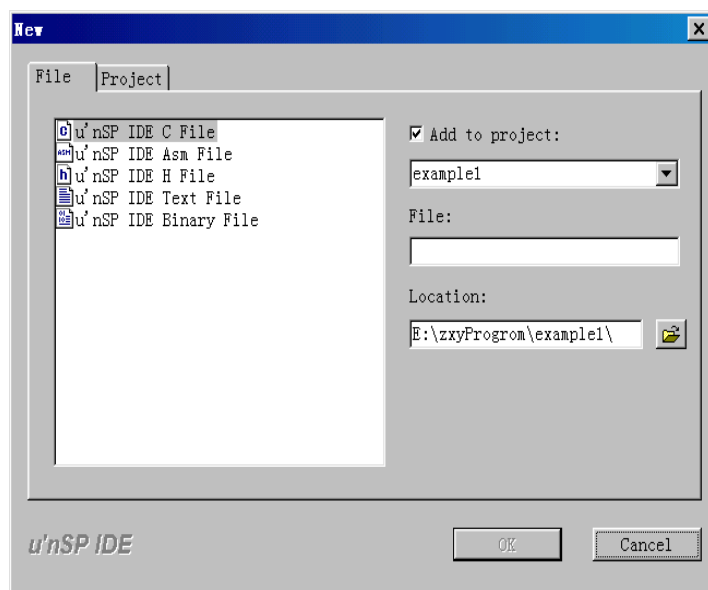 New
File
Project
u'nSP IDE C File
u'nSP IDE Asm File
u'nSP IDE H File
u'nSP IDE Text File
u'nSP IDE Binary File
Add to project:
example1
File:
Location:
E:\zxyProgrom\example1\
u'nSP IDE
OK
Cancel